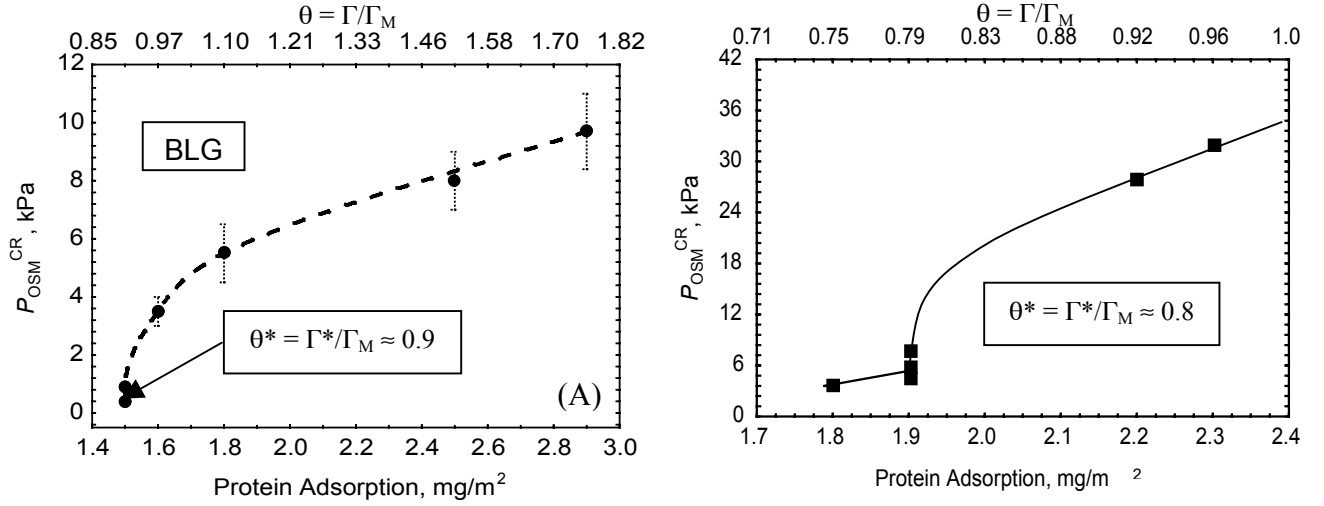 θ = Γ/ΓM
0.85 0.97 1.10 1.21 1.33 1.46 1.58 1.70 1.82
12
10
8
6
4
2
0
P OSM CR , kPa
BLG
θ* = Γ*/ΓM ≈ 0.9
(A)
1.4 1.6 1.8 2.0 2.2 2.4 2.6 2.8 3.0
Protein Adsorption, mg/m2
θ = Γ/ΓM
0.71 0.75 0.79 0.83 0.88 0.92 0.96 1.0
42
36
30
24
18
12
6
0
P OSM CR , kPa
θ* = Γ*/ΓM ≈ 0.8
1.7 1.8 1.9 2.0 2.1 2.2 2.3 2.4
Protein Adsorption, mg/m 2